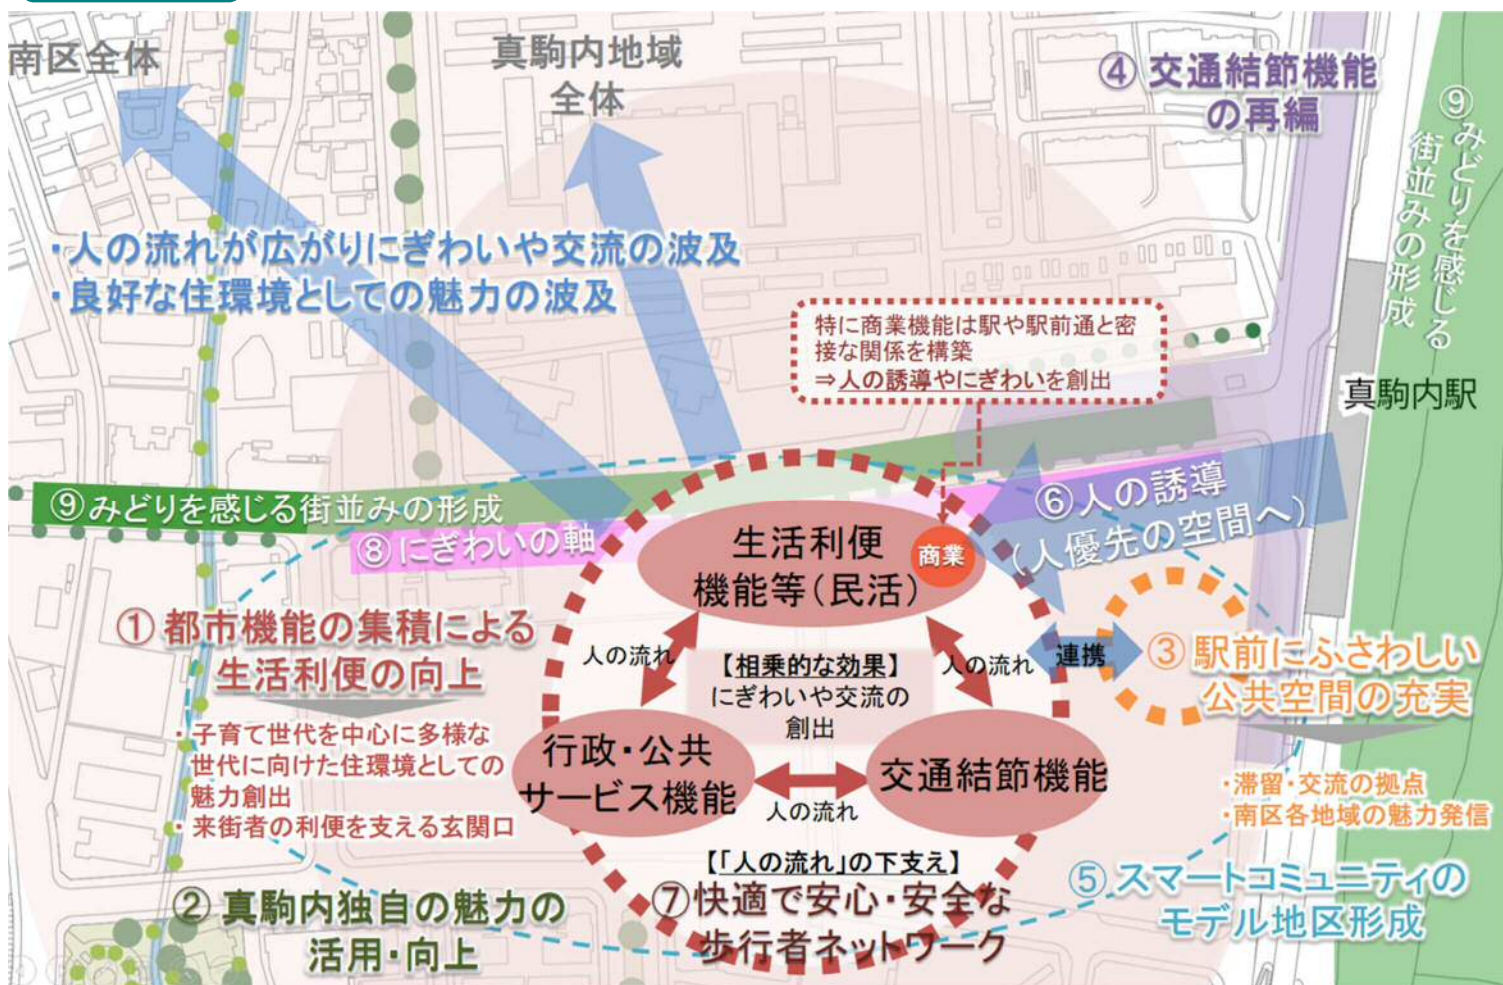 南区全体
真駒内地域
全体
④ 交通結節機能
の再編
⑨みどりを感じる
街並みの形成
・人の流れが広がりにぎわいや交流の波及
・良好な住環境としての魅力の波及
特に商業機能は駅や駅前通と密
接な関係を構築
⇒人の誘導やにぎわいを創出
真駒内駅
⑨みどりを感じる街並みの形成
⑧にぎわいの軸
⑥人の誘導
(人優先の空間へ)
生活利便
機能等(民活)
商業
① 都市機能の集積による
生活利便の向上
人の流れ
【相乗的な効果】
にぎわいや交流の
創出
人の流れ
連携
③ 駅前にふさわしい
公共空間の充実
・子育て世代を中心に多様な
世代に向けた住環境としての
魅力創出
・来街者の利便を支える玄関口
行政・公共
サービス機能
人の流れ
交通結節機能
・滞留・交流の拠点
・南区各地域の魅力発信
【「人の流れ」の下支え】
⑦快適で安心・安全な
歩行者ネットワーク
② 真駒内独自の魅力の
活用・向上
⑤スマートコミュニティの
モデル地区形成